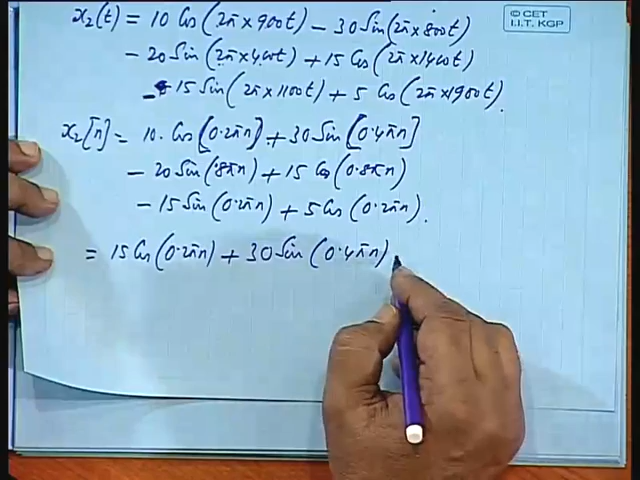 x₂(t) = 10 Cos(2π×900t) − 30 Sin(2π×800t)
© CET
I.I.T. KGP
− 20 Sin(2π×400t) + 15 Cos(2π×1400t)
− 15 Sin(2π×1100t) + 5 Cos(2π×1900t).
x₂[n] = 10. Cos[0.2πn] + 30 Sin[0.4πn]
− 20 Sin(.8πn) + 15 Cos(0.8πn)
− 15 Sin(0.2πn) + 5 Cos(0.2πn).
= 15 Cos(0.2πn) + 30 Sin(0.4πn)